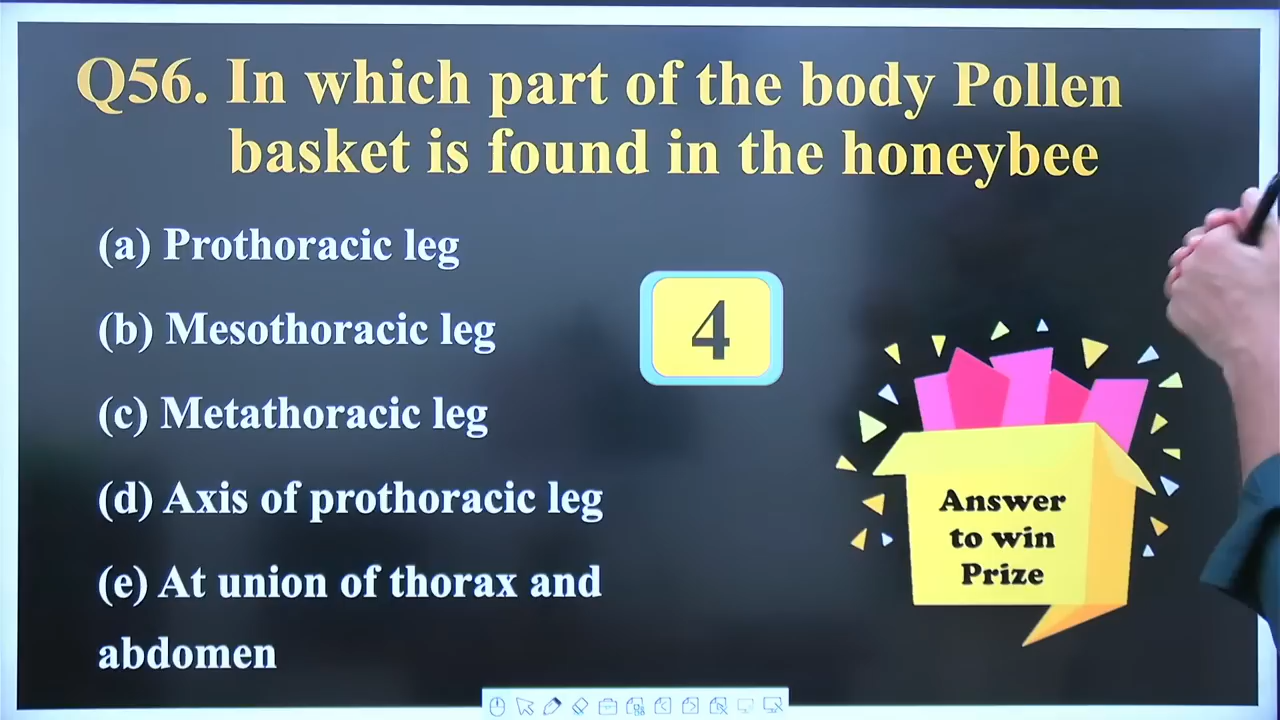 Q56. In which part of the body Pollen
basket is found in the honeybee
(a) Prothoracic leg
(b) Mesothoracic leg
4
(c) Metathoracic leg
(d) Axis of prothoracic leg
(e) At union of thorax and
abdomen
Answer
to win
Prize